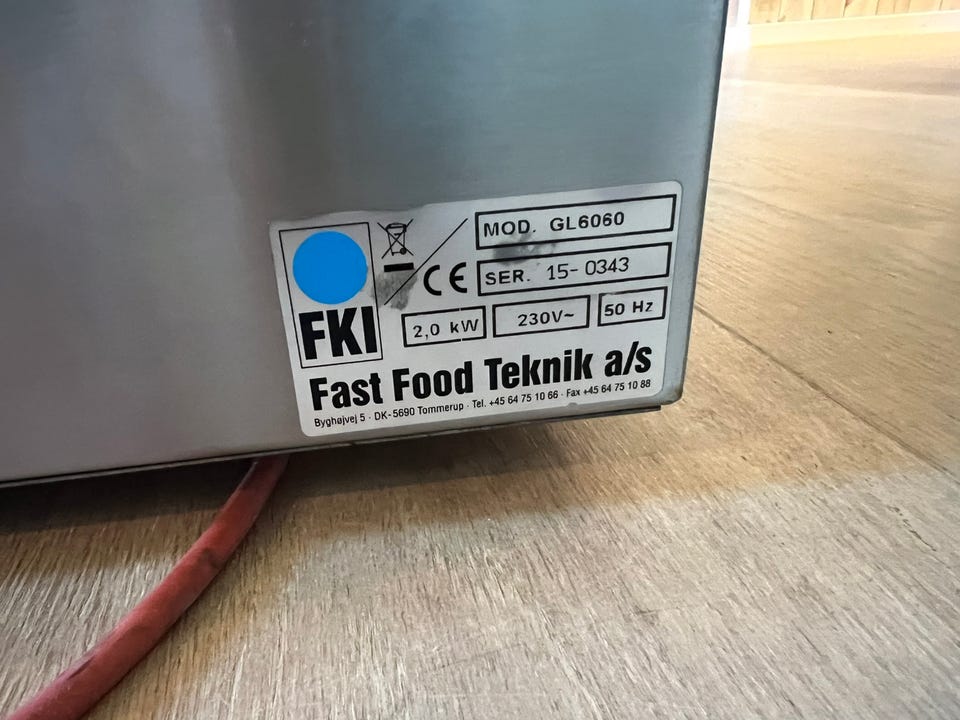 FKI
CE
MOD. GL6060
SER. 15-0343
2,0 kW
230V~
50 Hz
Fast Food Teknik a/s
Byghøjvej 5 · DK-5690 Tommerup · Tel. +45 64 75 10 66 · Fax +45 64 75 10 88